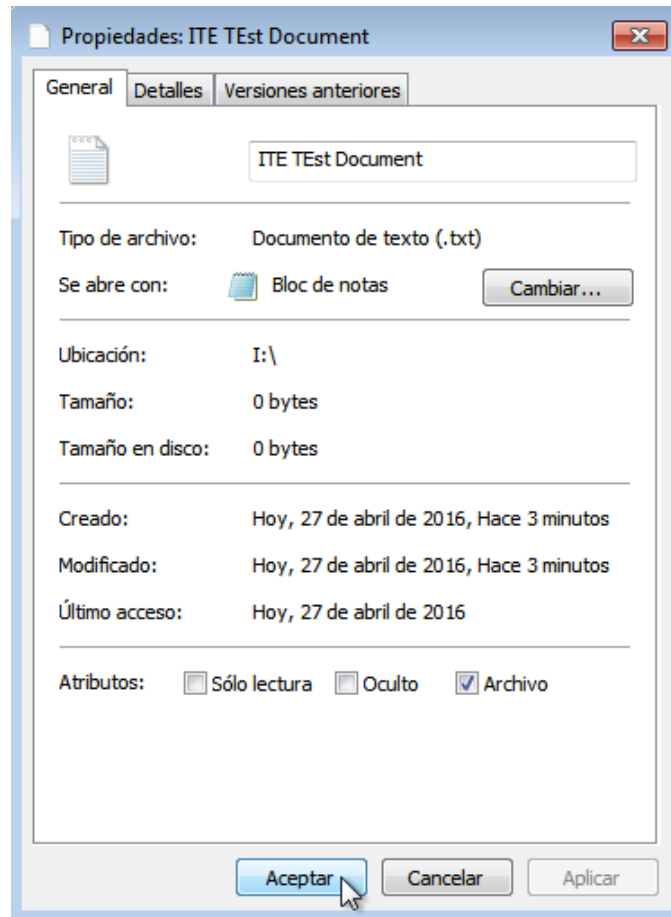 Propiedades: ITE TEst Document
General Detalles Versiones anteriores
ITE TEst Document
Tipo de archivo: Documento de texto (.txt)
Se abre con: Bloc de notas Cambiar...
Ubicación: I:\
Tamaño: 0 bytes
Tamaño en disco: 0 bytes
Creado: Hoy, 27 de abril de 2016, Hace 3 minutos
Modificado: Hoy, 27 de abril de 2016, Hace 3 minutos
Último acceso: Hoy, 27 de abril de 2016
Atributos: Sólo lectura Oculto Archivo
Aceptar Cancelar Aplicar